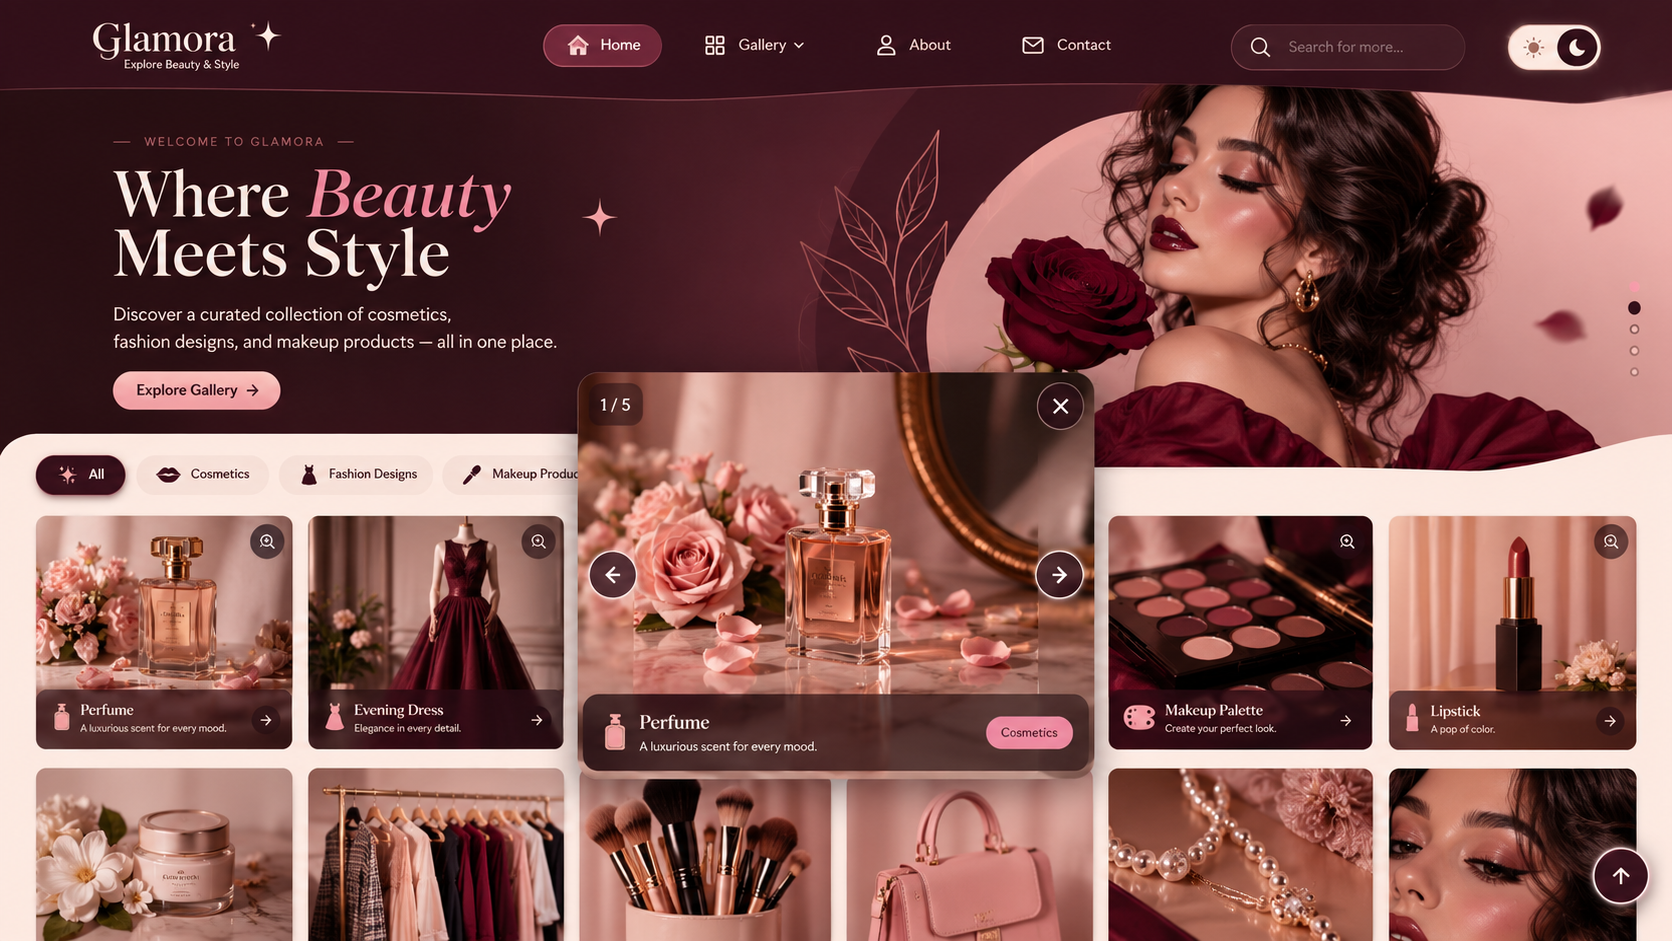 Glamora
Explore Beauty & Style
Home
Gallery
About
Contact
Search for more...
WELCOME TO GLAMORA
Where Beauty
Meets Style
Discover a curated collection of cosmetics,
fashion designs, and makeup products — all in one place.
Explore Gallery
1 / 5
All
Cosmetics
Fashion Designs
Makeup Produc
Perfume
A luxurious scent for every mood.
Evening Dress
Elegance in every detail.
Perfume
A luxurious scent for every mood.
Cosmetics
Makeup Palette
Create your perfect look.
Lipstick
A pop of color.